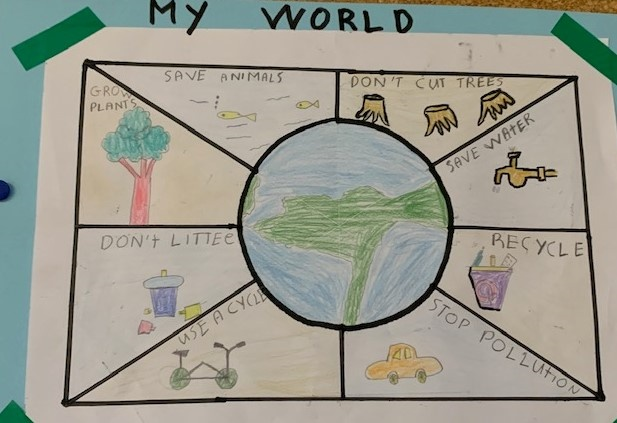 MY WORLD
SAVE ANIMALS
DON'T CUT TREES
GROW
PLANTS
SAVE WATER
DON'T LITTEE
RECYCLE
USE A CYCLE
STOP POLLUTION